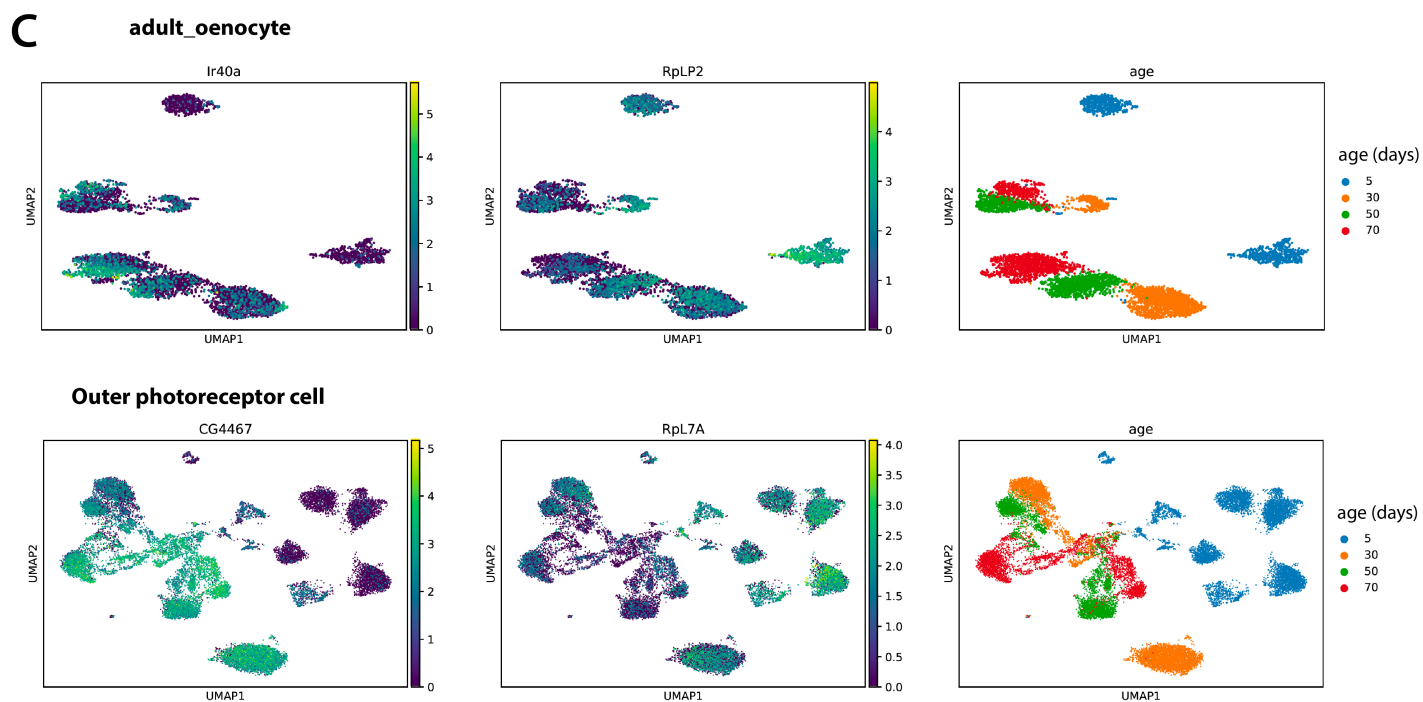 C
adult_oenocyte
Ir40a
RpLP2
age
UMAP2
5
4
3
2
1
0
UMAP1
UMAP2
4
3
2
1
0
UMAP1
UMAP2
UMAP1
age (days)
5
30
50
70
Outer photoreceptor cell
CG4467
RpL7A
age
UMAP2
5
4
3
2
1
0
UMAP1
UMAP2
4.0
3.5
3.0
2.5
2.0
1.5
1.0
0.5
0.0
UMAP1
UMAP2
UMAP1
age (days)
5
30
50
70